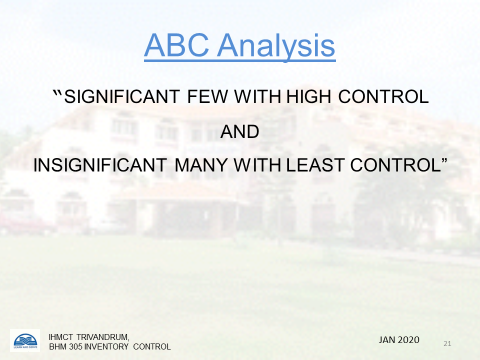 ABC Analysis
“SIGNIFICANT FEW WITH HIGH CONTROL
AND
INSIGNIFICANT MANY WITH LEAST CONTROL”
IHMCT TRIVANDRUM,
BHM 305 INVENTORY CONTROL
JAN 2020
21